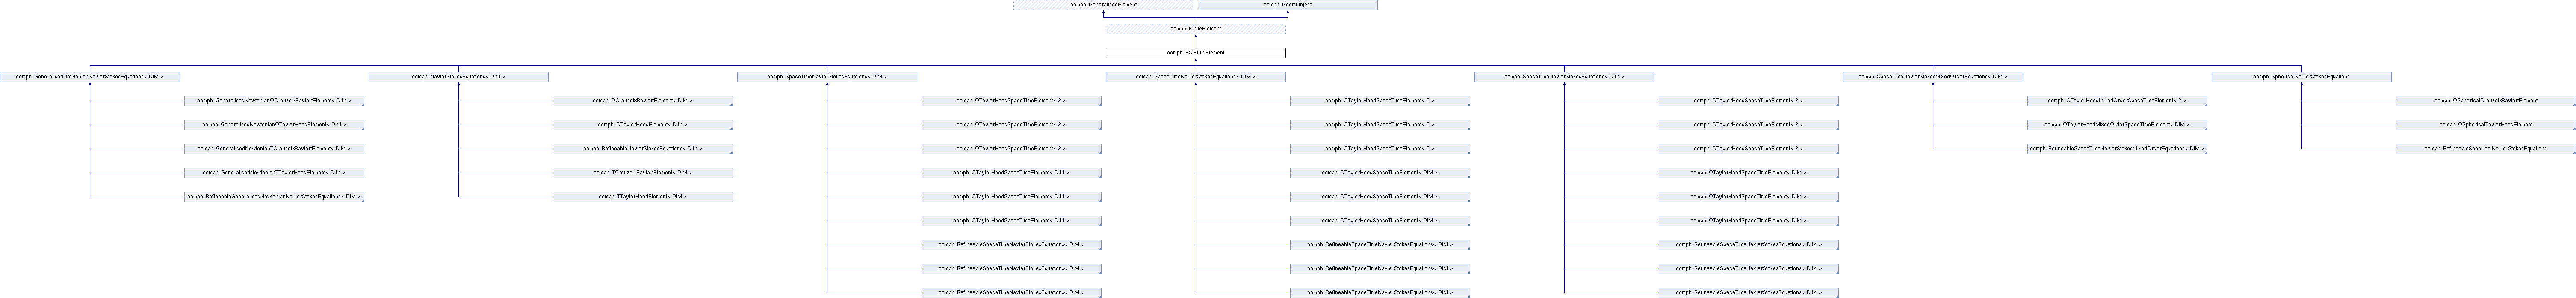 oomph::GeneralisedElement
oomph::GeomObject
oomph::FiniteElement
oomph::FSIFluidElement
oomph::GeneralisedNewtonianNavierStokesEquations< DIM >
oomph::NavierStokesEquations< DIM >
oomph::SpaceTimeNavierStokesEquations< DIM >
oomph::SpaceTimeNavierStokesEquations< DIM >
oomph::SpaceTimeNavierStokesEquations< DIM >
oomph::SpaceTimeNavierStokesMixedOrderEquations< DIM >
oomph::SphericalNavierStokesEquations
oomph::GeneralisedNewtonianQCrouzeixRaviartElement< DIM >
oomph::QCrouzeixRaviartElement< DIM >
oomph::QTaylorHoodSpaceTimeElement< 2 >
oomph::QTaylorHoodSpaceTimeElement< 2 >
oomph::QTaylorHoodSpaceTimeElement< 2 >
oomph::QTaylorHoodMixedOrderSpaceTimeElement< 2 >
oomph::QSphericalCrouzeixRaviartElement
oomph::GeneralisedNewtonianQTaylorHoodElement< DIM >
oomph::QTaylorHoodElement< DIM >
oomph::QTaylorHoodSpaceTimeElement< 2 >
oomph::QTaylorHoodSpaceTimeElement< 2 >
oomph::QTaylorHoodSpaceTimeElement< 2 >
oomph::QTaylorHoodMixedOrderSpaceTimeElement< DIM >
oomph::QSphericalTaylorHoodElement
oomph::GeneralisedNewtonianTCrouzeixRaviartElement< DIM >
oomph::RefineableNavierStokesEquations< DIM >
oomph::QTaylorHoodSpaceTimeElement< 2 >
oomph::QTaylorHoodSpaceTimeElement< 2 >
oomph::QTaylorHoodSpaceTimeElement< 2 >
oomph::RefineableSpaceTimeNavierStokesMixedOrderEquations< DIM >
oomph::RefineableSphericalNavierStokesEquations
oomph::GeneralisedNewtonianTTaylorHoodElement< DIM >
oomph::TCrouzeixRaviartElement< DIM >
oomph::QTaylorHoodSpaceTimeElement< DIM >
oomph::QTaylorHoodSpaceTimeElement< DIM >
oomph::QTaylorHoodSpaceTimeElement< DIM >
oomph::RefineableGeneralisedNewtonianNavierStokesEquations< DIM >
oomph::TTaylorHoodElement< DIM >
oomph::QTaylorHoodSpaceTimeElement< DIM >
oomph::QTaylorHoodSpaceTimeElement< DIM >
oomph::QTaylorHoodSpaceTimeElement< DIM >
oomph::QTaylorHoodSpaceTimeElement< DIM >
oomph::QTaylorHoodSpaceTimeElement< DIM >
oomph::QTaylorHoodSpaceTimeElement< DIM >
oomph::RefineableSpaceTimeNavierStokesEquations< DIM >
oomph::RefineableSpaceTimeNavierStokesEquations< DIM >
oomph::RefineableSpaceTimeNavierStokesEquations< DIM >
oomph::RefineableSpaceTimeNavierStokesEquations< DIM >
oomph::RefineableSpaceTimeNavierStokesEquations< DIM >
oomph::RefineableSpaceTimeNavierStokesEquations< DIM >
oomph::RefineableSpaceTimeNavierStokesEquations< DIM >
oomph::RefineableSpaceTimeNavierStokesEquations< DIM >
oomph::RefineableSpaceTimeNavierStokesEquations< DIM >